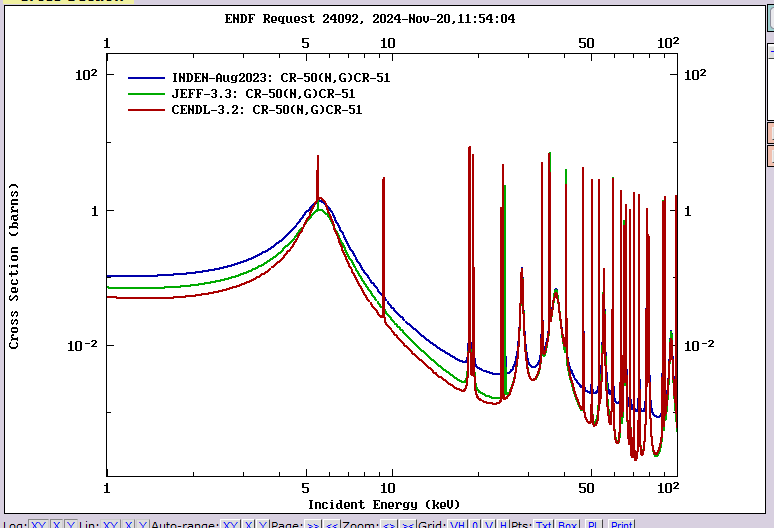 ENDF Request 24092, 2024-Nov-20,11:54:04
1 5 10 50 10²
10² 10²
INDEN-Aug2023: CR-50(N,G)CR-51
JEFF-3.3: CR-50(N,G)CR-51
CENDL-3.2: CR-50(N,G)CR-51
Cross Section (barns)
1 1
10⁻² 10⁻²
1 5 10 50 10²
Incident Energy (KeV)
Log: XY X Y Lin: XY X Y Auto-range: XY X Y Page: >> << Zoom: <> >< Grid: VH 0 V H Pts: Txt Box PL Print